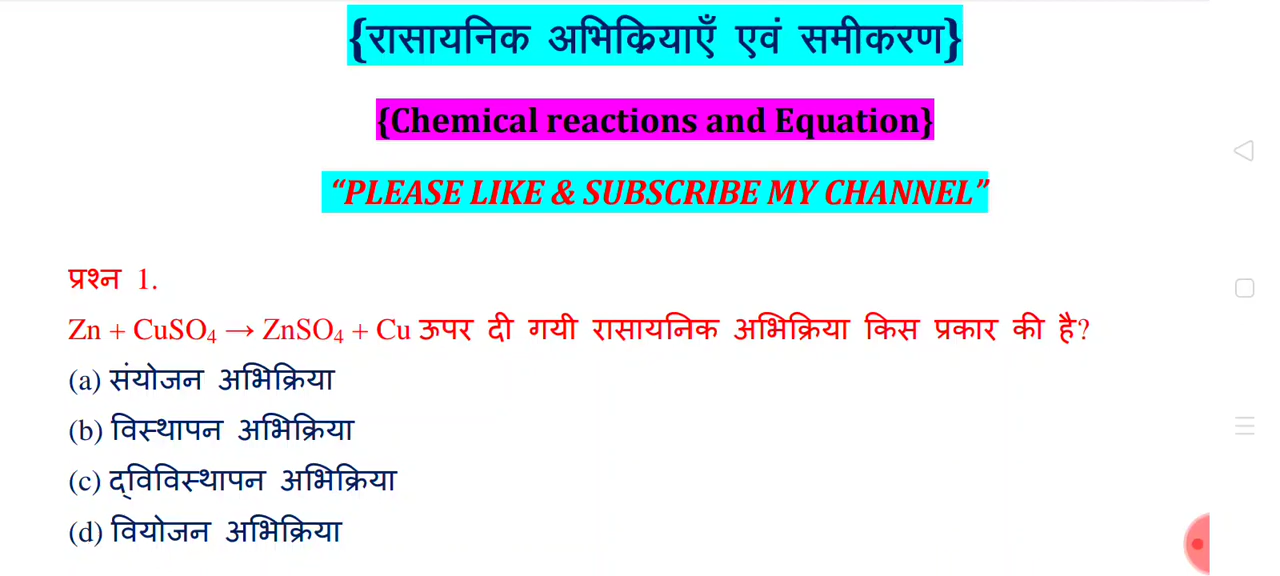 {रासायनिक अभिक्रियाएँ एवं समीकरण}
{Chemical reactions and Equation}
“PLEASE LIKE & SUBSCRIBE MY CHANNEL”
प्रश्न 1.
Zn + CuSO₄ → ZnSO₄ + Cu ऊपर दी गयी रासायनिक अभिक्रिया किस प्रकार की है?
(a) संयोजन अभिक्रिया
(b) विस्थापन अभिक्रिया
(c) द्विविस्थापन अभिक्रिया
(d) वियोजन अभिक्रिया